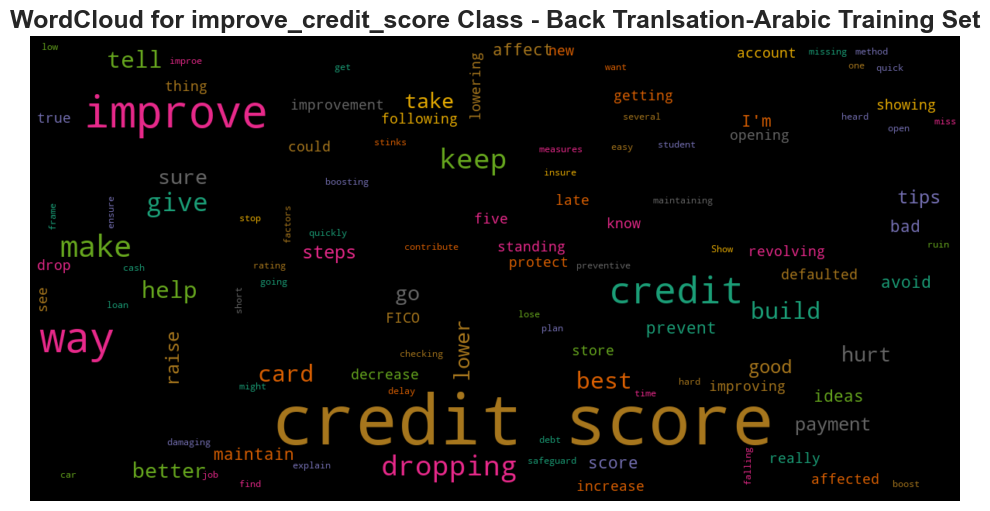 WordCloud for improve_credit_score Class - Back Tranlsation-Arabic Training Set
low
tell
improe
thing
get
affect
new
want
account
missing
method
one
quick
improve
improvement
take
following
lowering
getting
several
showing
true
I'm
opening
heard
open
miss
could
stinks
keep
measures
easy
student
sure
boosting
insure
maintaining
give
late
tips
frame
ensure
stop
factors
quickly
five
know
bad
make
steps
contribute
standing
protect
Show
revolving
ruin
drop
cash
rating
going
preventive
defaulted
avoid
see
loan
help
short
go
FICO
credit
build
way
raise
lose
plan
prevent
checking
lower
store
hurt
card
decrease
best
good
might
delay
time
hard
improving
ideas
credit score
payment
damaging
maintain
better
job
car
find
explain
dropping
debt
safeguard
score
increase
falling
really
affected
boost